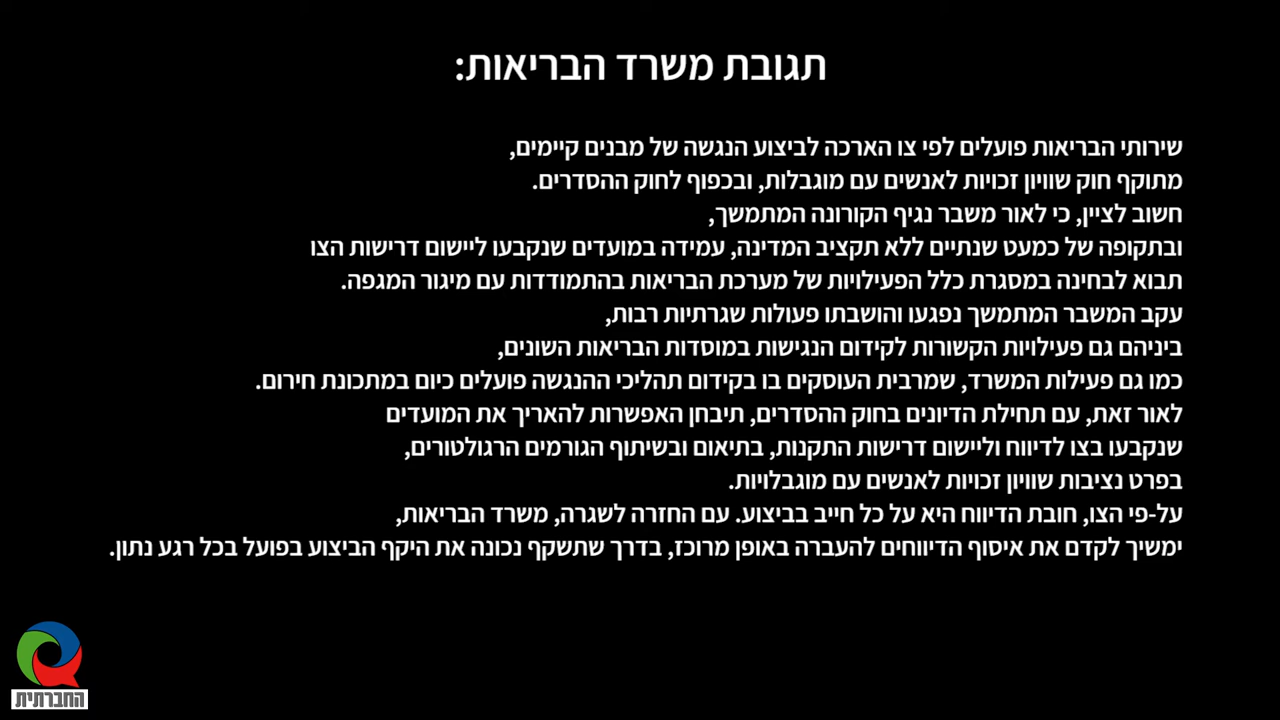 תגובת משרד הבריאות:
שירותי הבריאות פועלים לפי צו הארכה לביצוע הנגשה של מבנים קיימים,
מתוקף חוק שוויון זכויות לאנשים עם מוגבלות, ובכפוף לחוק ההסדרים.
חשוב לציין, כי לאור משבר נגיף הקורונה המתמשך,
ובתקופה של כמעט שנתיים ללא תקציב המדינה, עמידה במועדים שנקבעו ליישום דרישות הצו
תבוא לבחינה במסגרת כלל הפעילויות של מערכת הבריאות בהתמודדות עם מיגור המגפה.
עקב המשבר המתמשך נפגעו והושבתו פעולות שגרתיות רבות,
ביניהם גם פעילויות הקשורות לקידום הנגישות במוסדות הבריאות השונים,
כמו גם פעילות המשרד, שמרבית העוסקים בו בקידום תהליכי ההנגשה פועלים כיום במתכונת חירום.
לאור זאת, עם תחילת הדיונים בחוק ההסדרים, תיבחן האפשרות להאריך את המועדים
שנקבעו בצו לדיווח וליישום דרישות התקנות, בתיאום ובשיתוף הגורמים הרגולטורים,
בפרט נציבות שוויון זכויות לאנשים עם מוגבלויות.
על-פי הצו, חובת הדיווח היא על כל חייב בביצוע. עם החזרה לשגרה, משרד הבריאות,
ימשיך לקדם את איסוף הדיווחים להעברה באופן מרוכז, בדרך שתשקף נכונה את היקף הביצוע בפועל בכל רגע נתון.
החברתית